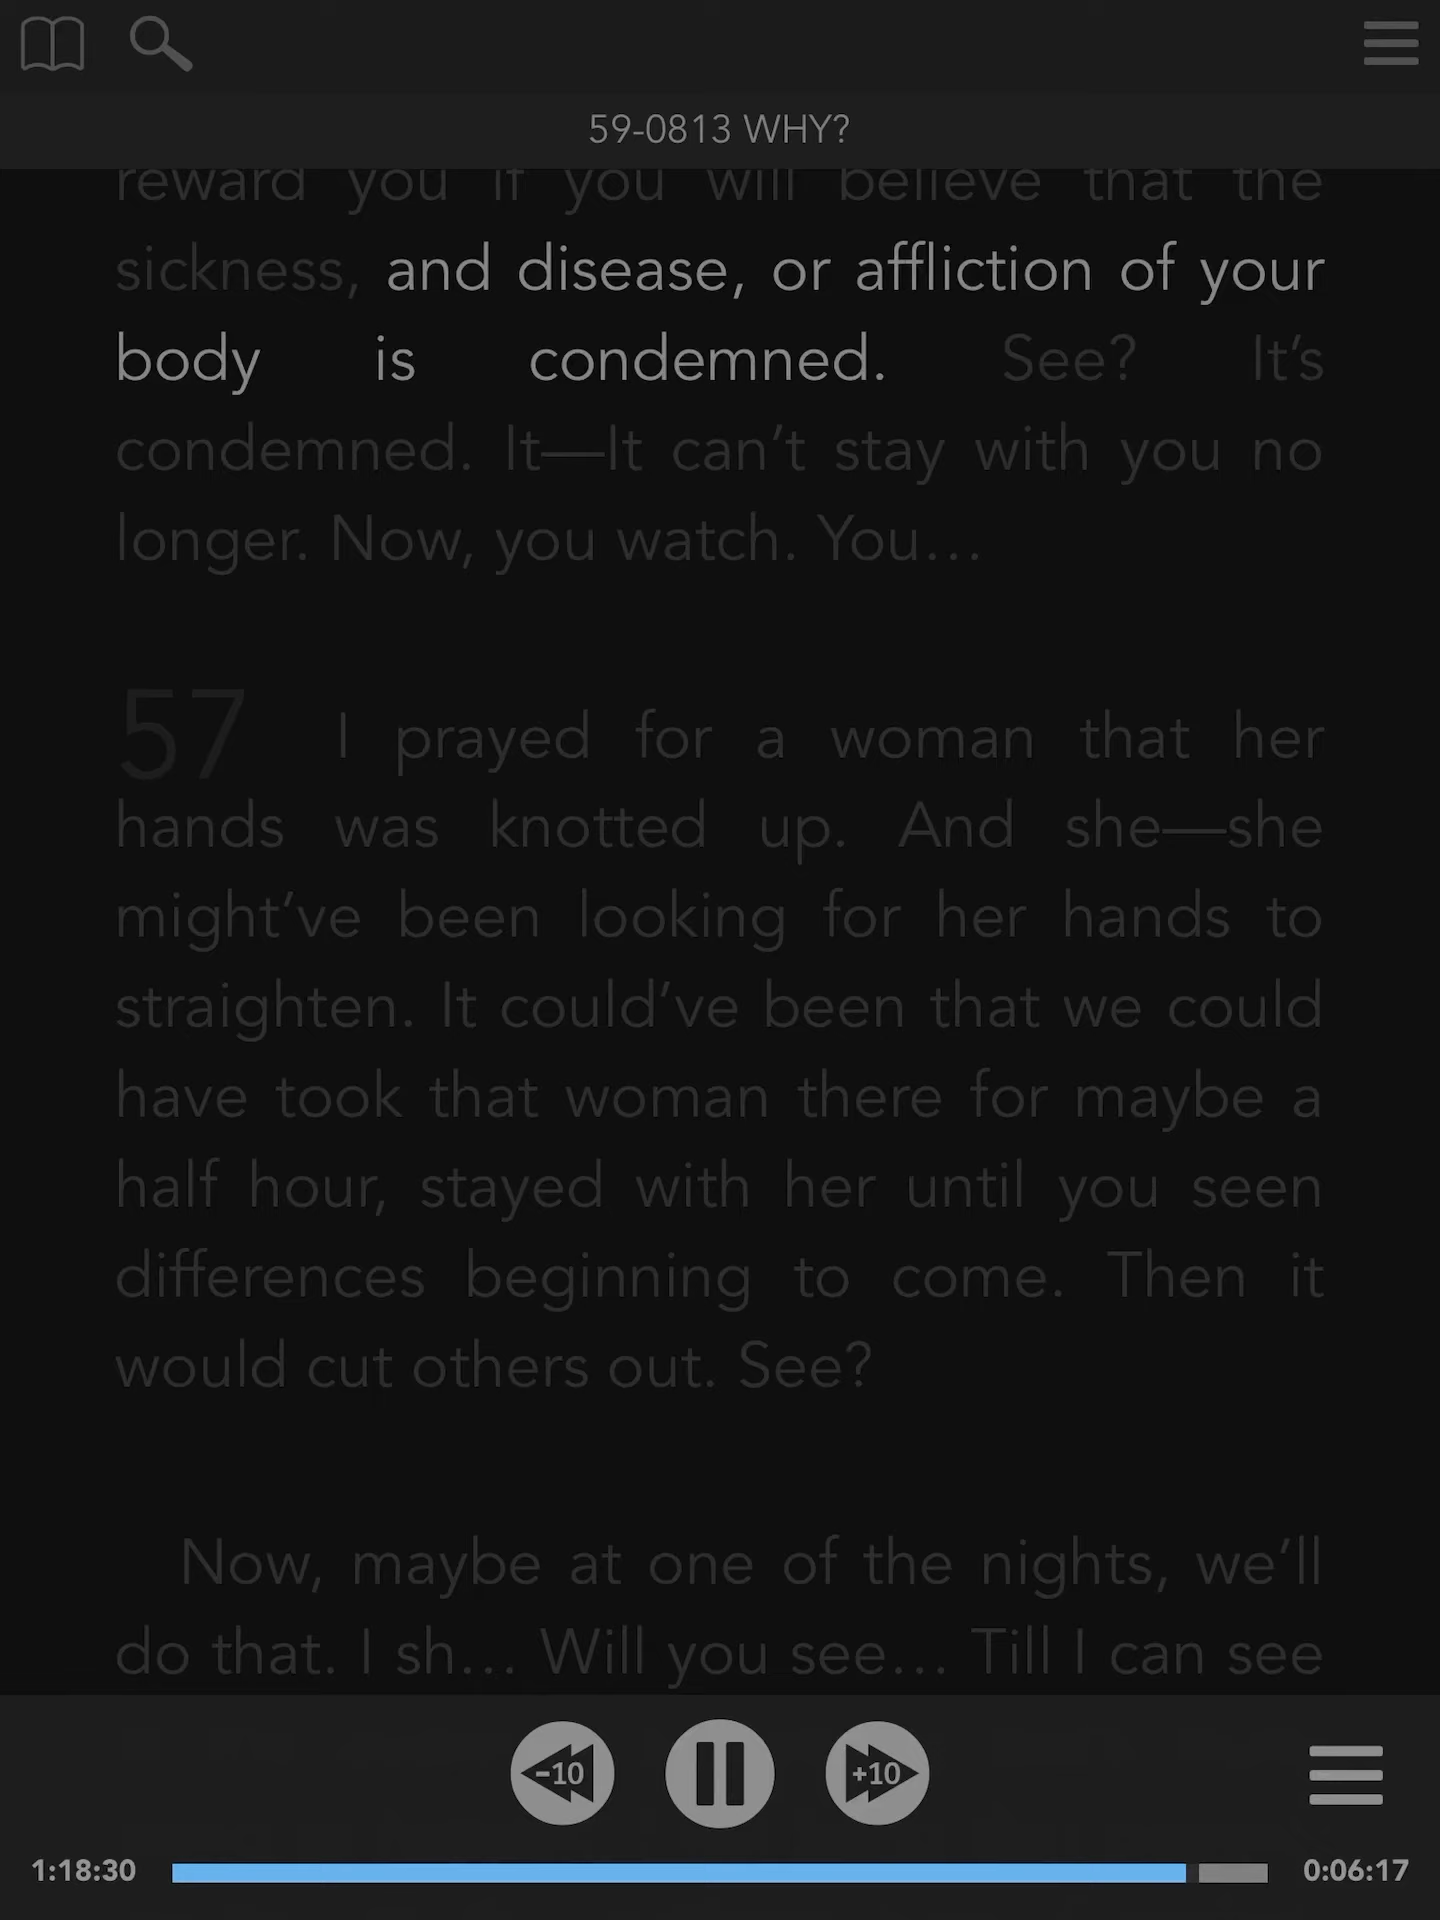 59-0813 WHY?
reward you if you will believe that the
sickness, and disease, or affliction of your
body is condemned. See? It’s
condemned. It—It can’t stay with you no
longer. Now, you watch. You…
57 I prayed for a woman that her
hands was knotted up. And she—she
might’ve been looking for her hands to
straighten. It could’ve been that we could
have took that woman there for maybe a
half hour, stayed with her until you seen
differences beginning to come. Then it
would cut others out. See?
Now, maybe at one of the nights, we’ll
do that. I sh… Will you see… Till I can see
-10 +10
1:18:30 0:06:17